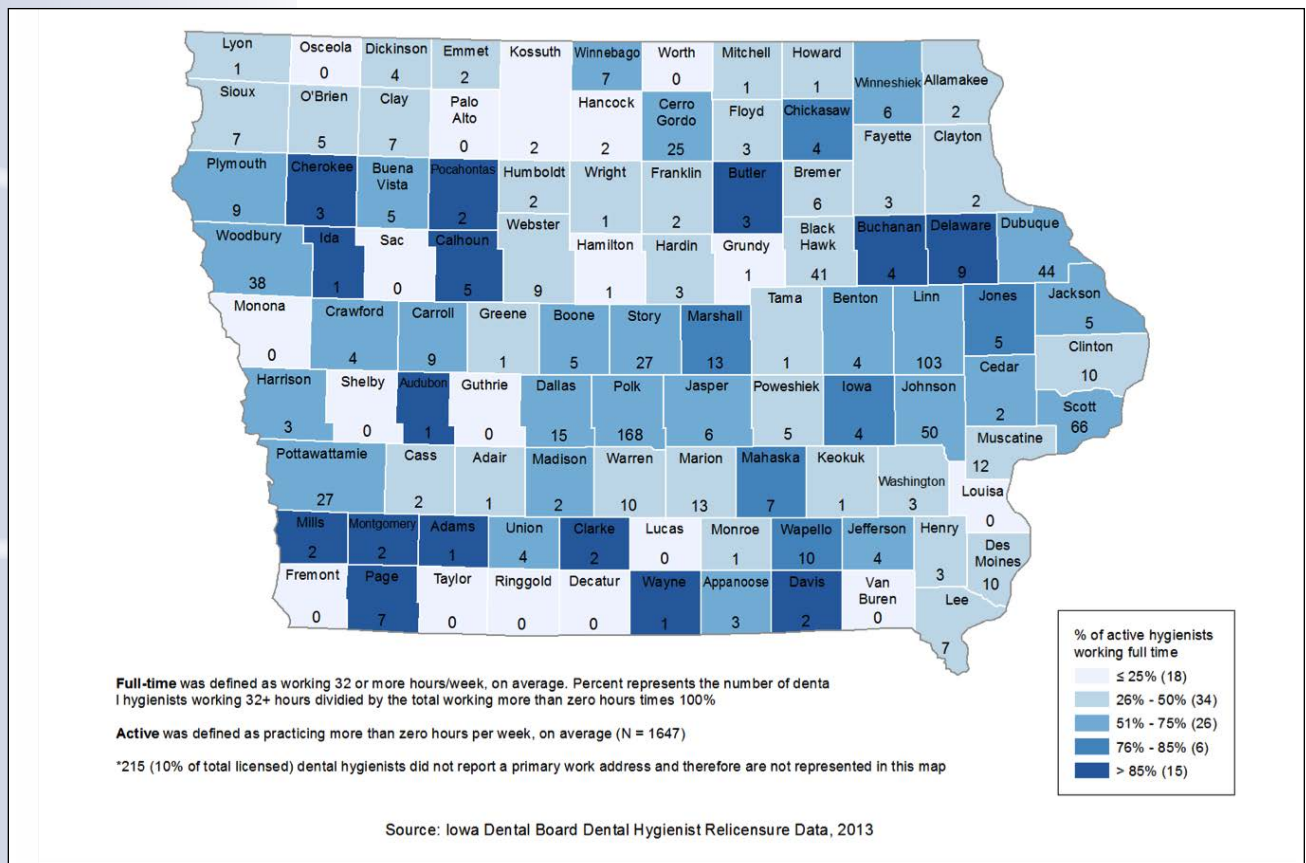 Lyon
1
Osceola
0
Dickinson
4
Emmet
2
Kossuth
2
Winnebago
7
Worth
0
Mitchell
1
Howard
1
Winneshiek
6
Allamakee
2
Sioux
7
O'Brien
5
Clay
7
Palo
Alto
0
Hancock
2
Cerro
Gordo
25
Floyd
3
Chickasaw
4
Fayette
3
Clayton
2
Plymouth
9
Cherokee
3
Buena
Vista
5
Pocahontas
2
Humboldt
2
Wright
1
Franklin
2
Butler
3
Bremer
6
Woodbury
38
Ida
1
Sac
0
Calhoun
5
Webster
9
Hamilton
1
Hardin
3
Grundy
1
Black
Hawk
41
Buchanan
4
Delaware
9
Dubuque
44
Monona
0
Crawford
4
Carroll
9
Greene
1
Boone
5
Story
27
Marshall
13
Tama
1
Benton
4
Linn
103
Jones
5
Jackson
5
Clinton
10
Harrison
3
Shelby
0
Audubon
1
Guthrie
0
Dallas
15
Polk
168
Jasper
6
Poweshiek
5
Iowa
4
Johnson
50
Cedar
2
Scott
66
Muscatine
12
Pottawattamie
27
Cass
2
Adair
1
Madison
2
Warren
10
Marion
13
Mahaska
7
Keokuk
1
Washington
3
Louisa
0
Mills
2
Montgomery
2
Adams
1
Union
4
Clarke
2
Lucas
0
Monroe
1
Wapello
10
Jefferson
4
Henry
3
Des
Moines
10
Fremont
0
Page
7
Taylor
0
Ringgold
0
Decatur
0
Wayne
1
Appanoose
3
Davis
2
Van
Buren
0
Lee
7
% of active hygienists
working full time
≤ 25% (18)
26% - 50% (34)
51% - 75% (26)
76% - 85% (6)
> 85% (15)
Full-time was defined as working 32 or more hours/week, on average. Percent represents the number of denta
l hygienists working 32+ hours divided by the total working more than zero hours times 100%
Active was defined as practicing more than zero hours per week, on average (N = 1647)
*215 (10% of total licensed) dental hygienists did not report a primary work address and therefore are not represented in this map
Source: Iowa Dental Board Dental Hygienist Relicensure Data, 2013